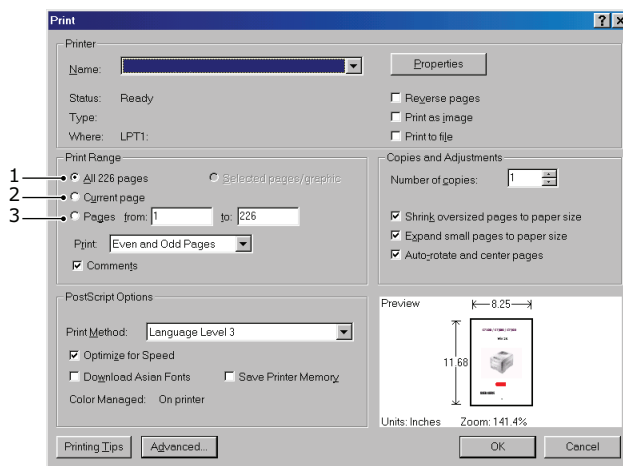 Print
Printer
Name:
Properties
Status: Ready
Reverse pages
Type:
Print as image
Where: LPT1:
Print to file
Print Range
1 All 226 pages
Selected pages/graphic
2 Current page
3 Pages from: 1 to: 226
Print: Even and Odd Pages
Comments
Copies and Adjustments
Number of copies: 1
Shrink oversized pages to paper size
Expand small pages to paper size
Auto-rotate and center pages
PostScript Options
Print Method: Language Level 3
Optimize for Speed
Download Asian Fonts
Save Printer Memory
Color Managed: On printer
Preview
8.25
11.68
Units: Inches Zoom: 141.4%
Printing Tips
Advanced...
OK
Cancel